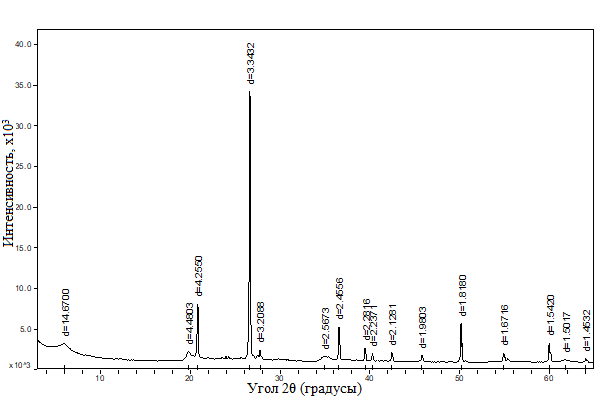 Интенсивность, x10³
40.0
35.0
30.0
25.0
20.0
15.0
10.0
5.0
x10^3
d=14.6700
d=4.4803
d=4.2550
d=3.3432
d=3.2088
d=2.5673
d=2.4556
d=2.2816
d=2.2371
d=2.1281
d=1.9803
d=1.8180
d=1.6716
d=1.5420
d=1.5017
d=1.4532
10
20
30
40
50
60
Угол 2θ (градусы)